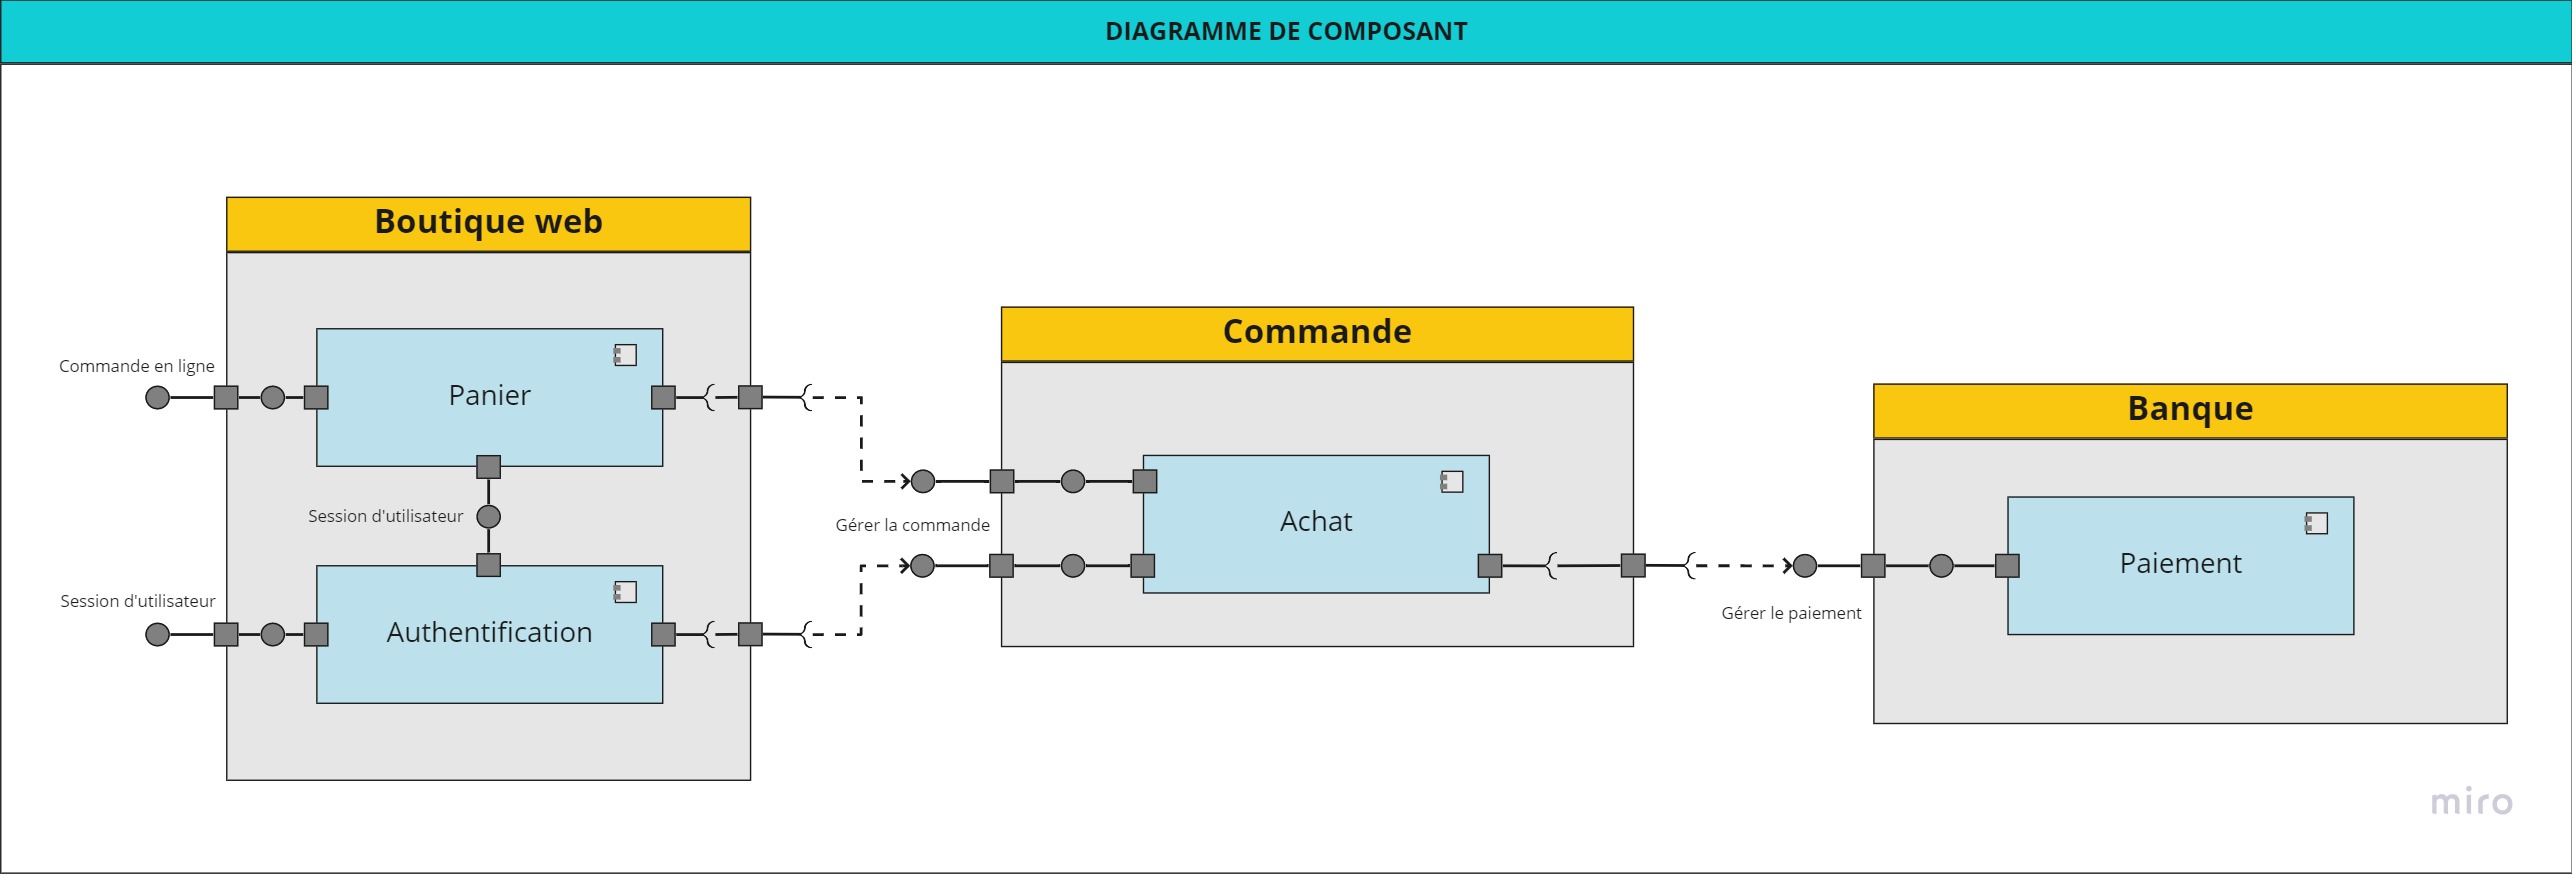 DIAGRAMME DE COMPOSANT
Boutique web
Commande en ligne
Panier
Session d'utilisateur
Session d'utilisateur
Authentification
Commande
Gérer la commande
Achat
Banque
Gérer le paiement
Paiement
miro